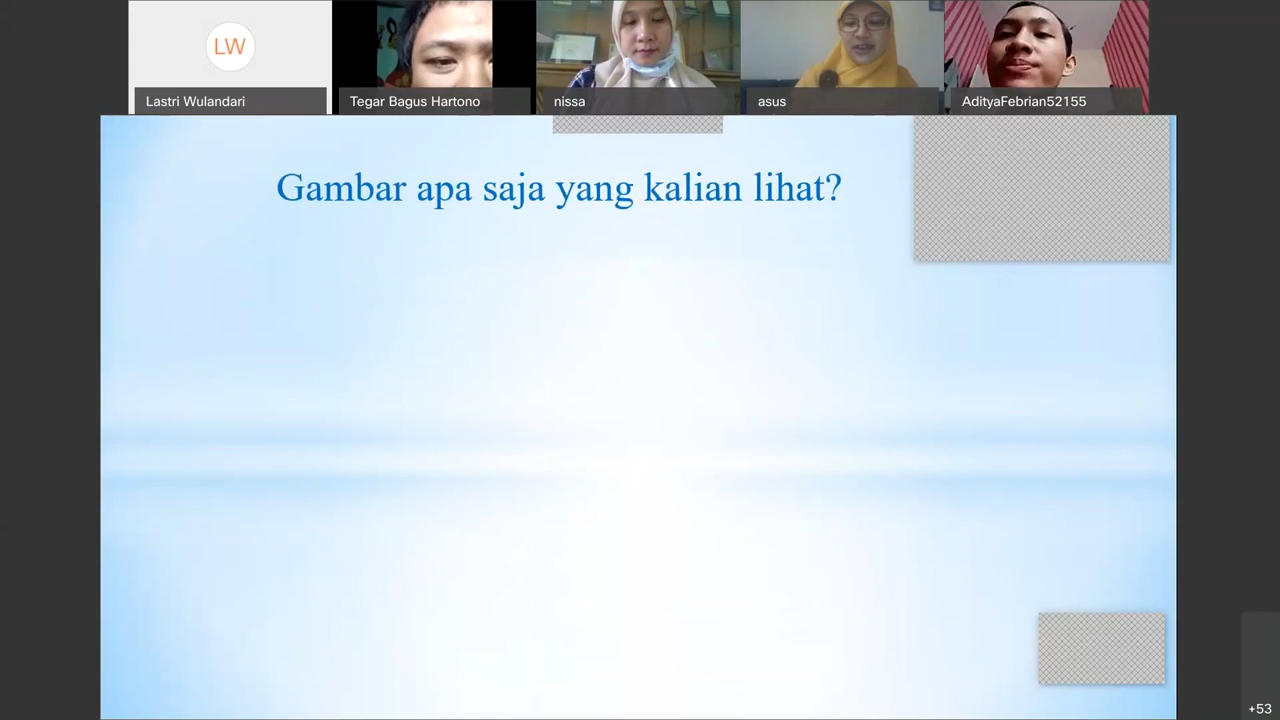 LW
Lastri Wulandari
Tegar Bagus Hartono
nissa
asus
AdityaFebrian52155
Gambar apa saja yang kalian lihat?
+53